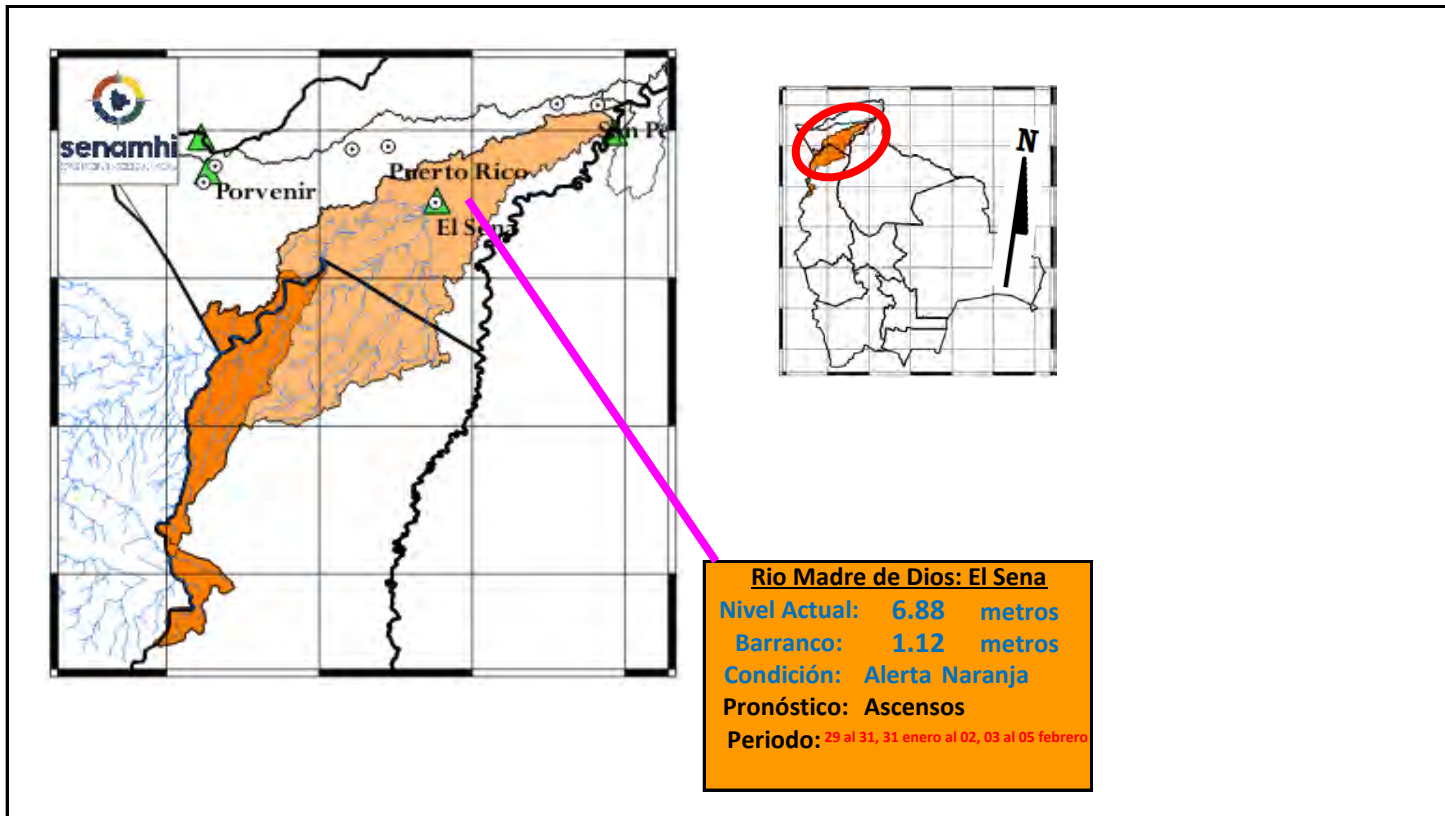 senamhi
Porvenir
Puerto Rico
El Sena
San Pe
N
Rio Madre de Dios: El Sena
Nivel Actual: 6.88 metros
Barranco: 1.12 metros
Condición: Alerta Naranja
Pronóstico: Ascensos
Periodo: 29 al 31, 31 enero al 02, 03 al 05 febrero